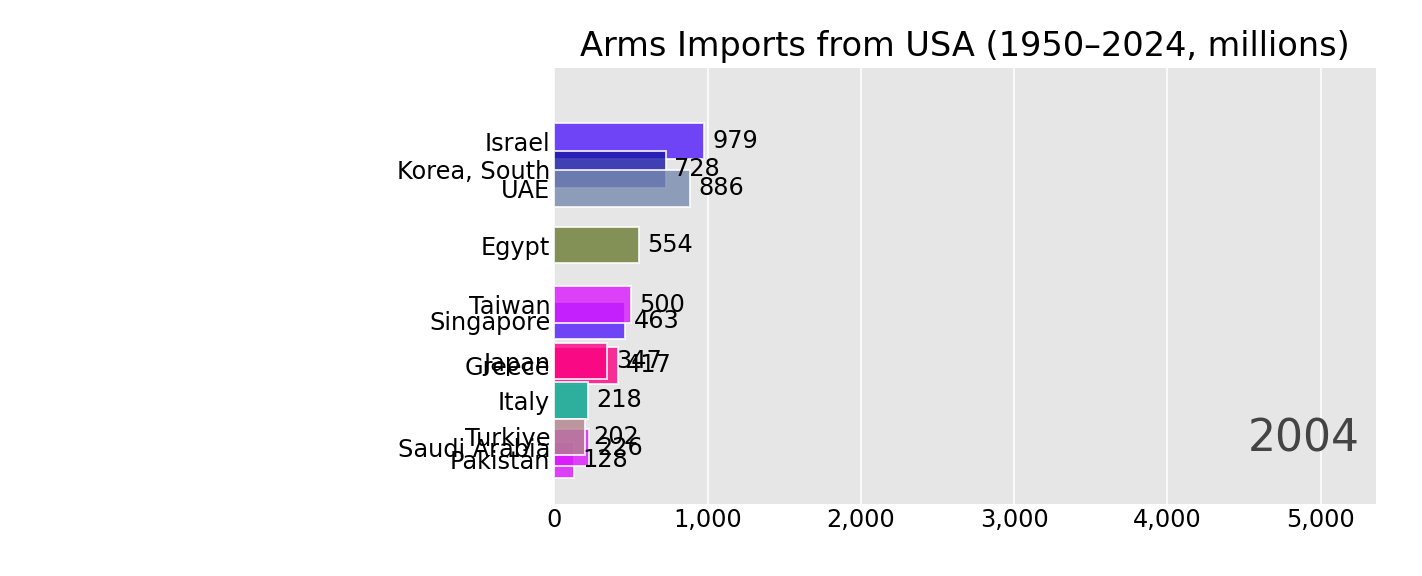 Arms Imports from USA (1950–2024, millions)
Israel 979
Korea, South 728
UAE 886
Egypt 554
Taiwan 500
Singapore 463
Japan 347
Greece 417
Italy 218
Turkiye 202
Saudi Arabia 226
Pakistan 128
2004
0 1,000 2,000 3,000 4,000 5,000